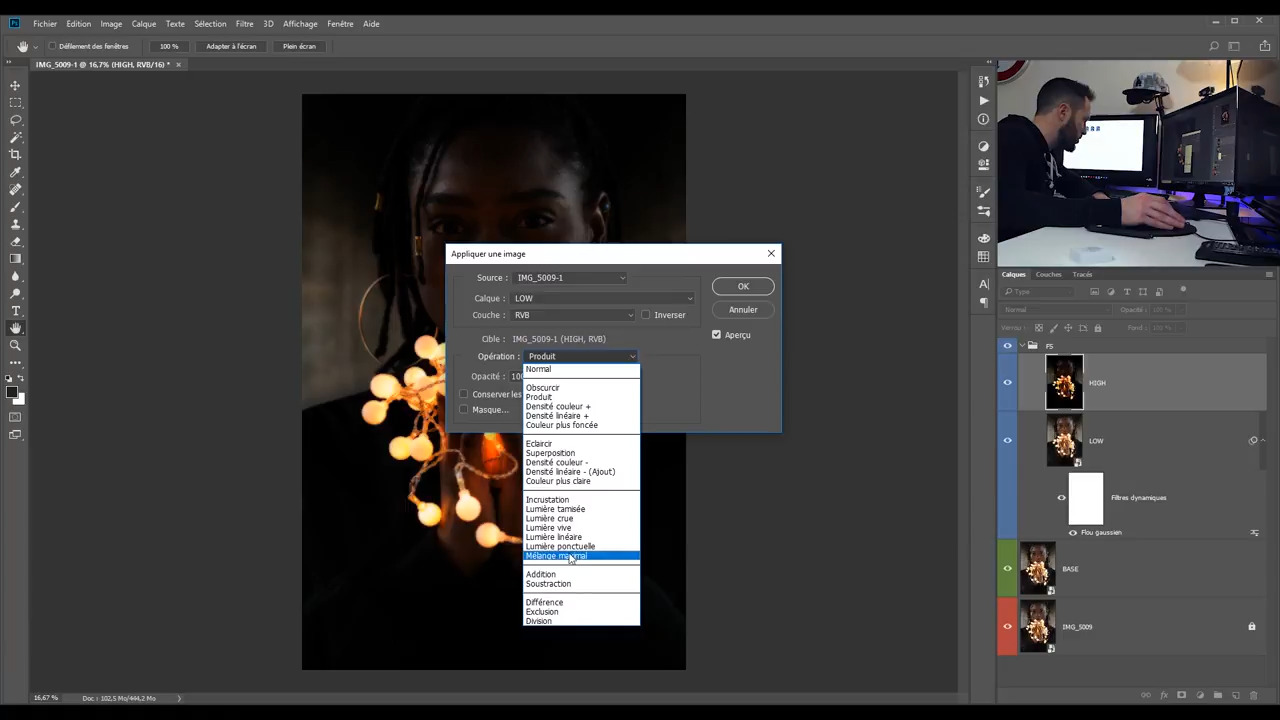 Ps Fichier Edition Image Calque Texte Sélection Filtre 3D Affichage Fenêtre Aide
Défilement des fenêtres 100 % Adapter à l'écran Plein écran
IMG_5009-1 @ 16,7% (HIGH, RVB/16) * ×
Appliquer une image
Source : IMG_5009-1
OK
Calque : LOW
Annuler
Couche : RVB Inverser
Aperçu
Cible : IMG_5009-1 (HIGH, RVB)
Opération : Produit
Opacité : 100
Conserver les
Masque...
Normal
Obscurcir
Produit
Densité couleur +
Densité linéaire +
Couleur plus foncée
Eclaircir
Superposition
Densité couleur -
Densité linéaire - (Ajout)
Couleur plus claire
Incrustation
Lumière tamisée
Lumière crue
Lumière vive
Lumière linéaire
Lumière ponctuelle
Mélange maximal
Addition
Soustraction
Différence
Exclusion
Division
Calques Couches Tracés
Type
Normal Opacité : 100 %
Verrou : Fond : 100 %
FS
HIGH
LOW
Filtres dynamiques
Flou gaussien
BASE
IMG_5009
fx
16,67% Doc : 102,5 Mo/444,2 Mo